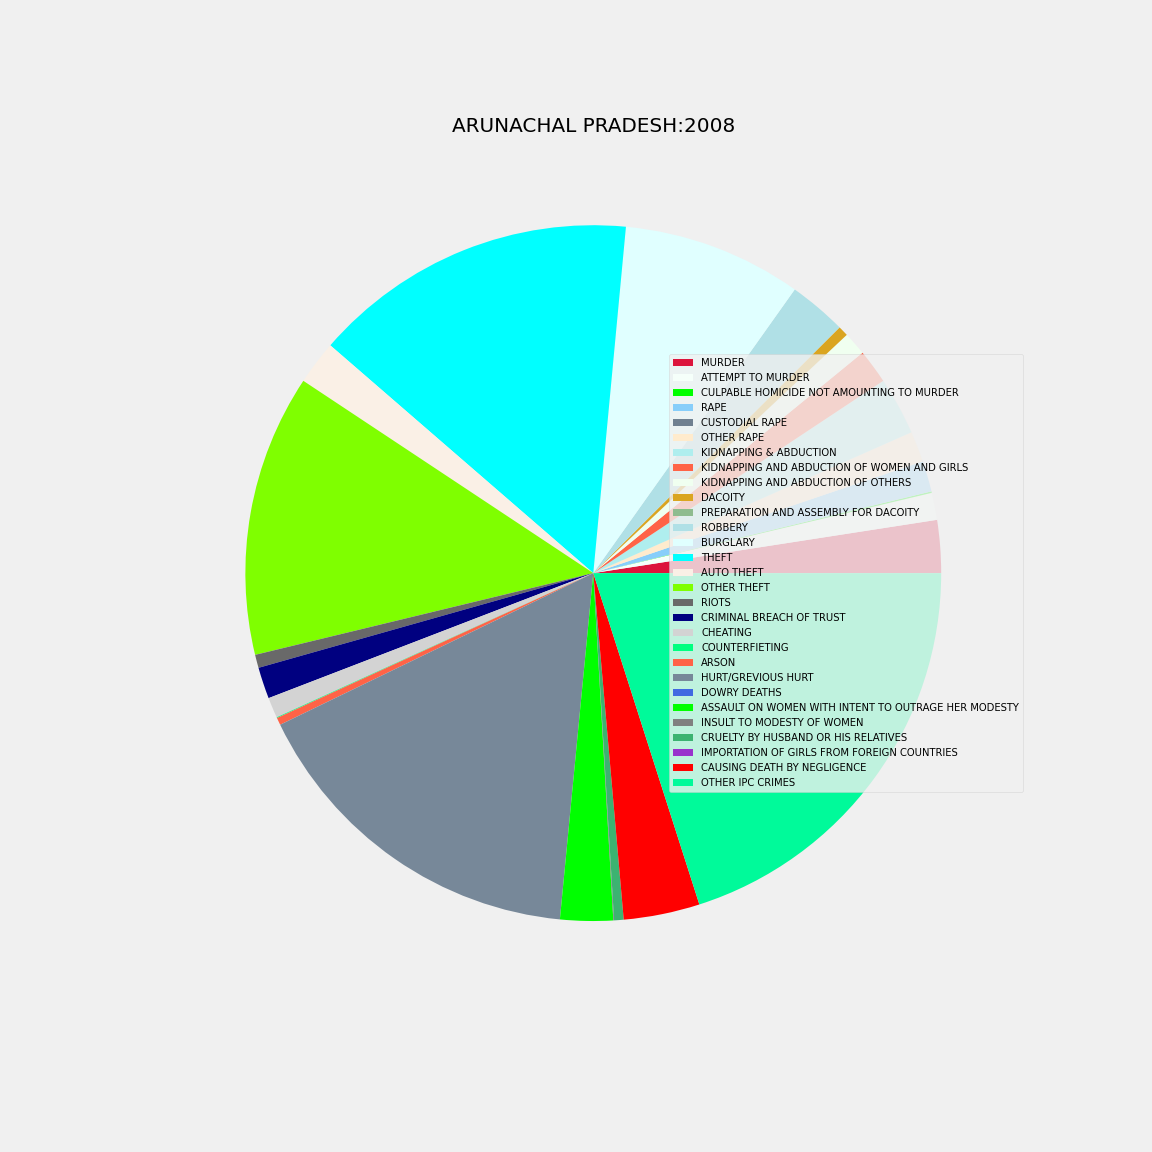 ARUNACHAL PRADESH:2008
MURDER
ATTEMPT TO MURDER
CULPABLE HOMICIDE NOT AMOUNTING TO MURDER
RAPE
CUSTODIAL RAPE
OTHER RAPE
KIDNAPPING & ABDUCTION
KIDNAPPING AND ABDUCTION OF WOMEN AND GIRLS
KIDNAPPING AND ABDUCTION OF OTHERS
DACOITY
PREPARATION AND ASSEMBLY FOR DACOITY
ROBBERY
BURGLARY
THEFT
AUTO THEFT
OTHER THEFT
RIOTS
CRIMINAL BREACH OF TRUST
CHEATING
COUNTERFIETING
ARSON
HURT/GREVIOUS HURT
DOWRY DEATHS
ASSAULT ON WOMEN WITH INTENT TO OUTRAGE HER MODESTY
INSULT TO MODESTY OF WOMEN
CRUELTY BY HUSBAND OR HIS RELATIVES
IMPORTATION OF GIRLS FROM FOREIGN COUNTRIES
CAUSING DEATH BY NEGLIGENCE
OTHER IPC CRIMES